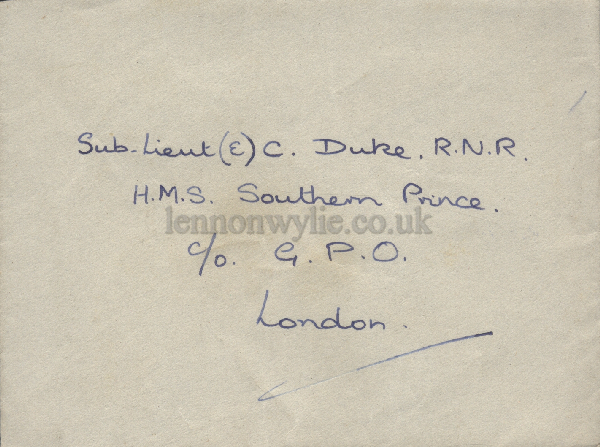 Sub-Lieut(E) C. Duke. R.N.R.
H.M.S. Southern Prince.
lennonwylie.co.uk
c/o. G.P.O.
London.